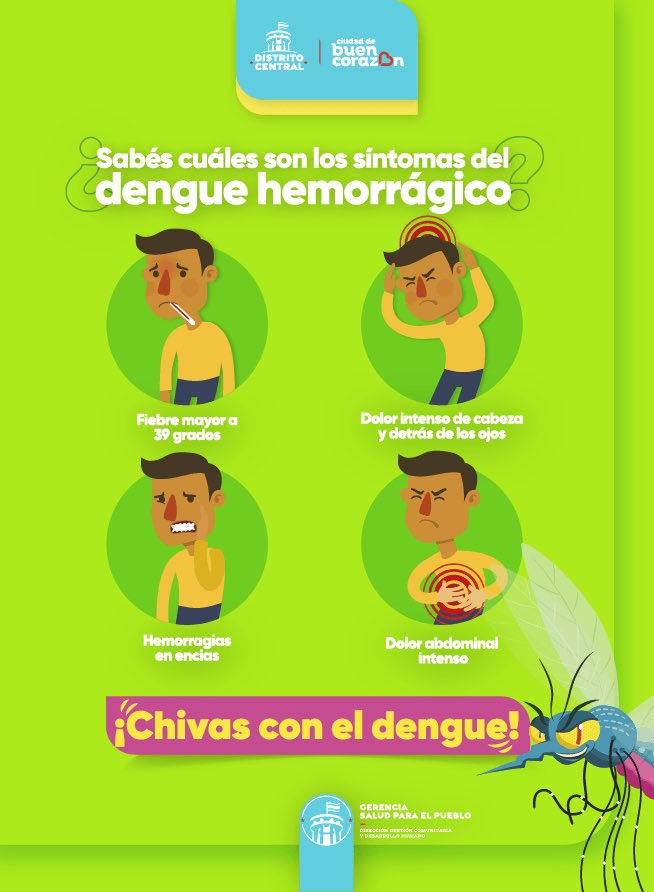 DISTRITO
CENTRAL
ciudad de
buen
corazon
¿Sabés cuáles son los síntomas del
dengue hemorrágico?
Fiebre mayor a
39 grados
Dolor intenso de cabeza
y detrás de los ojos
Hemorragias
en encias
Dolor abdominal
intenso
¡Chivas con el dengue!
GERENCIA
SALUD PARA EL PUEBLO
DIRECCIÓN GESTIÓN COMUNITARIA
Y DESARROLLO HUMANO